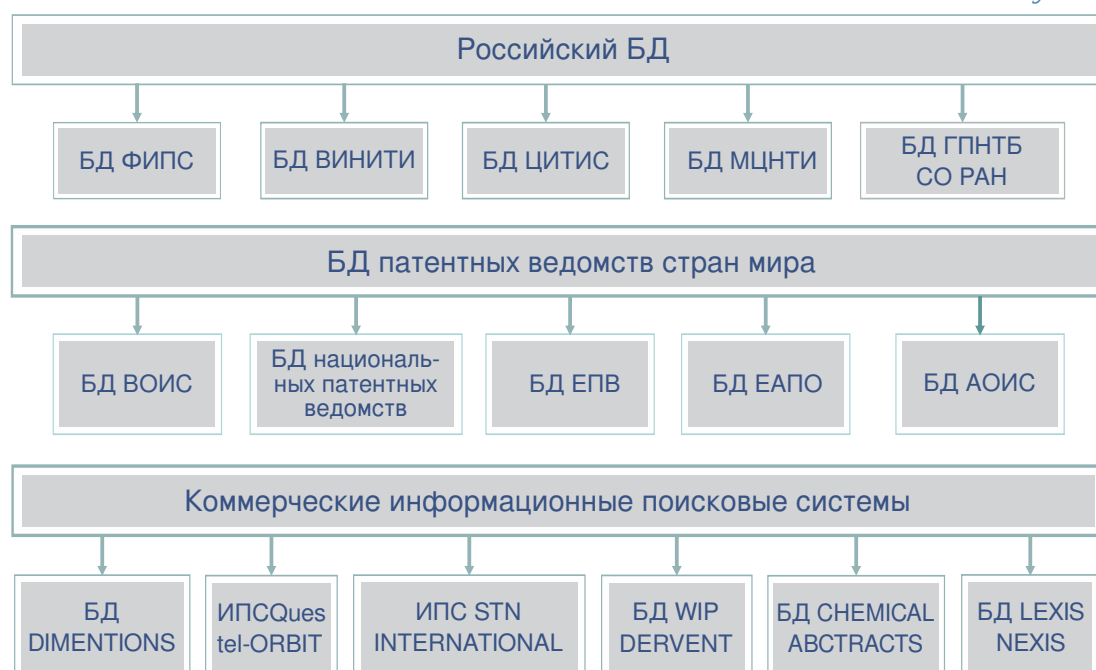 Российский БД
БД ФИПС
БД ВИНИТИ
БД ЦИТИС
БД МЦНТИ
БД ГПНТБ
СО РАН
БД патентных ведомств стран мира
БД ВОИС
БД националь-
ных патентных
ведомств
БД ЕПВ
БД ЕАПО
БД АОИС
Коммерческие информационные поисковые системы
БД
DIMENTIONS
ИПСQues
tel-ORBIT
ИПС STN
INTERNATIONAL
БД WIP
DERVENT
БД CHEMICAL
ABCTRACTS
БД LEXIS
NEXIS